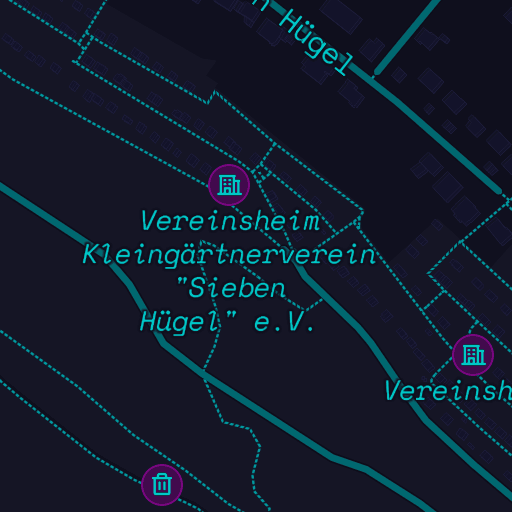 n Hügel
Vereinsheim
Kleingärtnerverein
"Sieben
Hügel" e.V.
Vereinsh